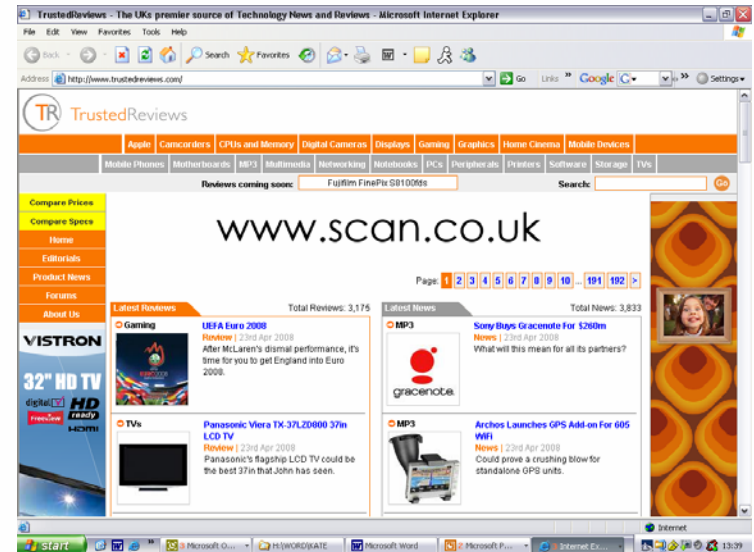 TrustedReviews - The UKs premier source of Technology News and Reviews - Microsoft Internet Explorer
File Edit View Favorites Tools Help
Back Search Favorites
Address http://www.trustedreviews.com/ Go Links » Google G » Settings
TR TrustedReviews
Apple Camcorders CPUs and Memory Digital Cameras Displays Gaming Graphics Home Cinema Mobile Devices
Mobile Phones Motherboards MP3 Multimedia Networking Notebooks PCs Peripherals Printers Software Storage TVs
Reviews coming soon: Fujifilm FinePix S8100fds Search: Go
Compare Prices
Compare Specs
Home
Editorials
Product News
Forums
About Us
www.scan.co.uk
Page: 1 2 3 4 5 6 7 8 9 10 ... 191 192 >
Latest Reviews Total Reviews: 3,175
Gaming
UEFA Euro 2008
Review | 23rd Apr 2008
After McLaren's dismal performance, it's
time for you to get England into Euro
2008.
TVs
Panasonic Viera TX-37LZD800 37in
LCD TV
Review | 23rd Apr 2008
Panasonic's flagship LCD TV could be
the best 37in that John has seen.
Latest News Total News: 3,833
MP3
Sony Buys Gracenote For $260m
News | 23rd Apr 2008
What will this mean for all its partners?
gracenote.
MP3
Archos Launches GPS Add-on For 605
WiFi
News | 23rd Apr 2008
Could prove a crushing blow for
standalone GPS units.
VISTRON
32" HD TV
digital HD
Freeview ready
HDMI
Internet
start » 3 Microsoft O... H:\WORD\KATE Microsoft Word 2 Microsoft P... Internet Ex... 13:39